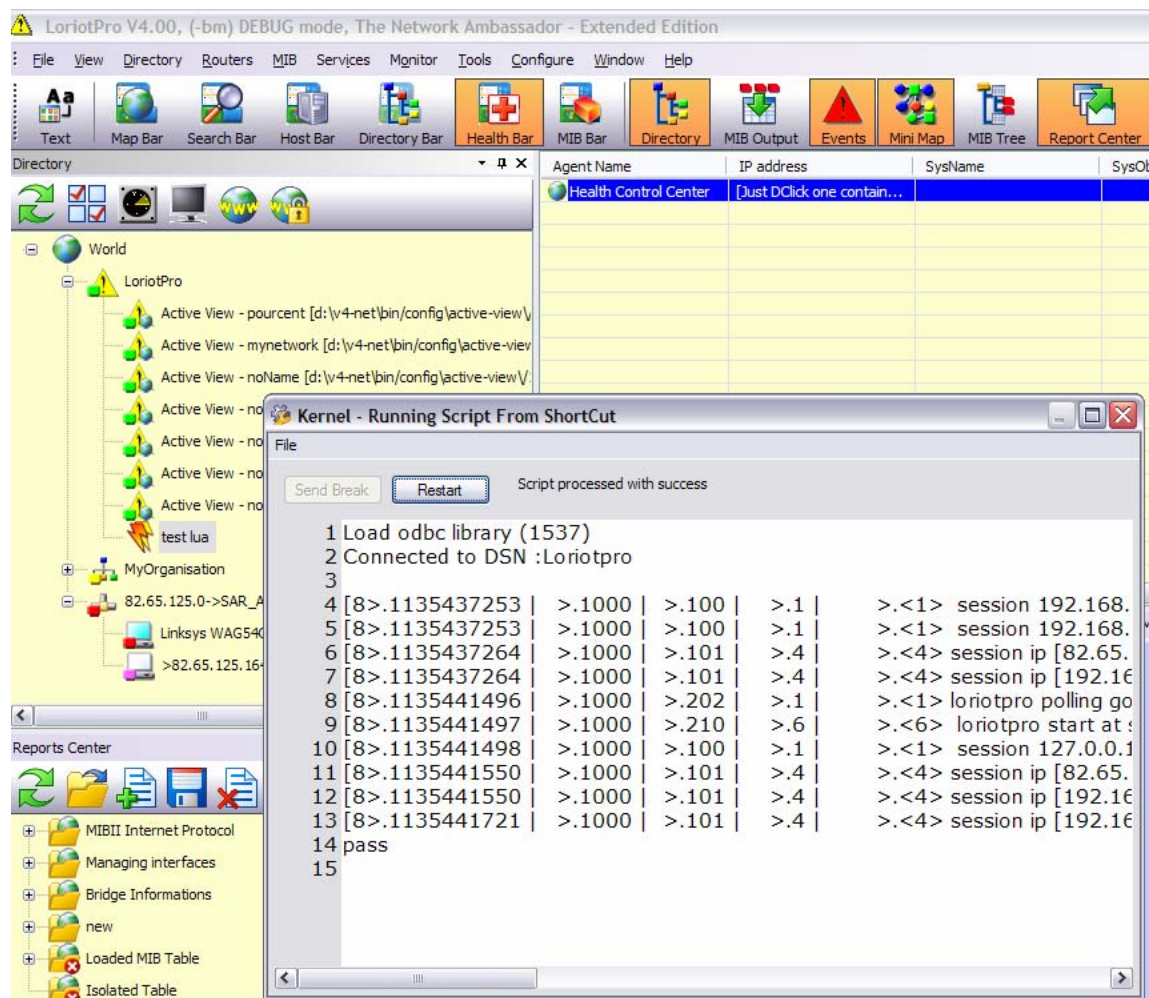 LoriotPro V4.00, (-bm) DEBUG mode, The Network Ambassador - Extended Edition
File View Directory Routers MIB Services Monitor Tools Configure Window Help
Aa
Text Map Bar Search Bar Host Bar Directory Bar Health Bar MIB Bar Directory MIB Output Events Mini Map MIB Tree Report Center
Directory
Agent Name IP address SysName SysOb
Health Control Center [Just DClick one contain...
World
LoriotPro
Active View - pourcent [d:\v4-net\bin/config\active-view\/
Active View - mynetwork [d:\v4-net\bin/config\active-view
Active View - noName [d:\v4-net\bin/config\active-view\/
Active View - no
Active View - no
Active View - no
Active View - no
test lua
MyOrganisation
82.65.125.0->SAR_A
Linksys WAG54G
>82.65.125.164
Kernel - Running Script From ShortCut
File
Send Break Restart Script processed with success
1 Load odbc library (1537)
2 Connected to DSN :Loriotpro
3
4 [8>.1135437253 | >.1000 | >.100 | >.1 | >.<1> session 192.168.
5 [8>.1135437253 | >.1000 | >.100 | >.1 | >.<1> session 192.168.
6 [8>.1135437264 | >.1000 | >.101 | >.4 | >.<4> session ip [82.65.
7 [8>.1135437264 | >.1000 | >.101 | >.4 | >.<4> session ip [192.16
8 [8>.1135441496 | >.1000 | >.202 | >.1 | >.<1> loriotpro polling go
9 [8>.1135441497 | >.1000 | >.210 | >.6 | >.<6> loriotpro start at
10 [8>.1135441498 | >.1000 | >.100 | >.1 | >.<1> session 127.0.0.1
11 [8>.1135441550 | >.1000 | >.101 | >.4 | >.<4> session ip [82.65.
12 [8>.1135441550 | >.1000 | >.101 | >.4 | >.<4> session ip [192.16
13 [8>.1135441721 | >.1000 | >.101 | >.4 | >.<4> session ip [192.16
14 pass
15
Reports Center
MIBII Internet Protocol
Managing interfaces
Bridge Informations
new
Loaded MIB Table
Isolated Table